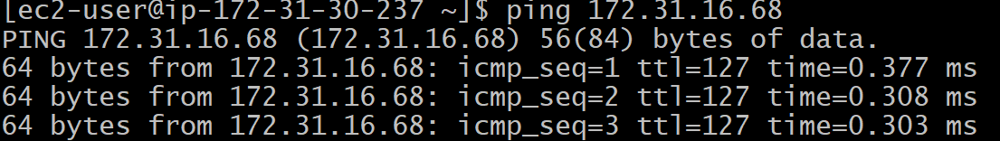 [ec2-user@ip-172-31-30-237 ~]$ ping 172.31.16.68
PING 172.31.16.68 (172.31.16.68) 56(84) bytes of data.
64 bytes from 172.31.16.68: icmp_seq=1 ttl=127 time=0.377 ms
64 bytes from 172.31.16.68: icmp_seq=2 ttl=127 time=0.308 ms
64 bytes from 172.31.16.68: icmp_seq=3 ttl=127 time=0.303 ms